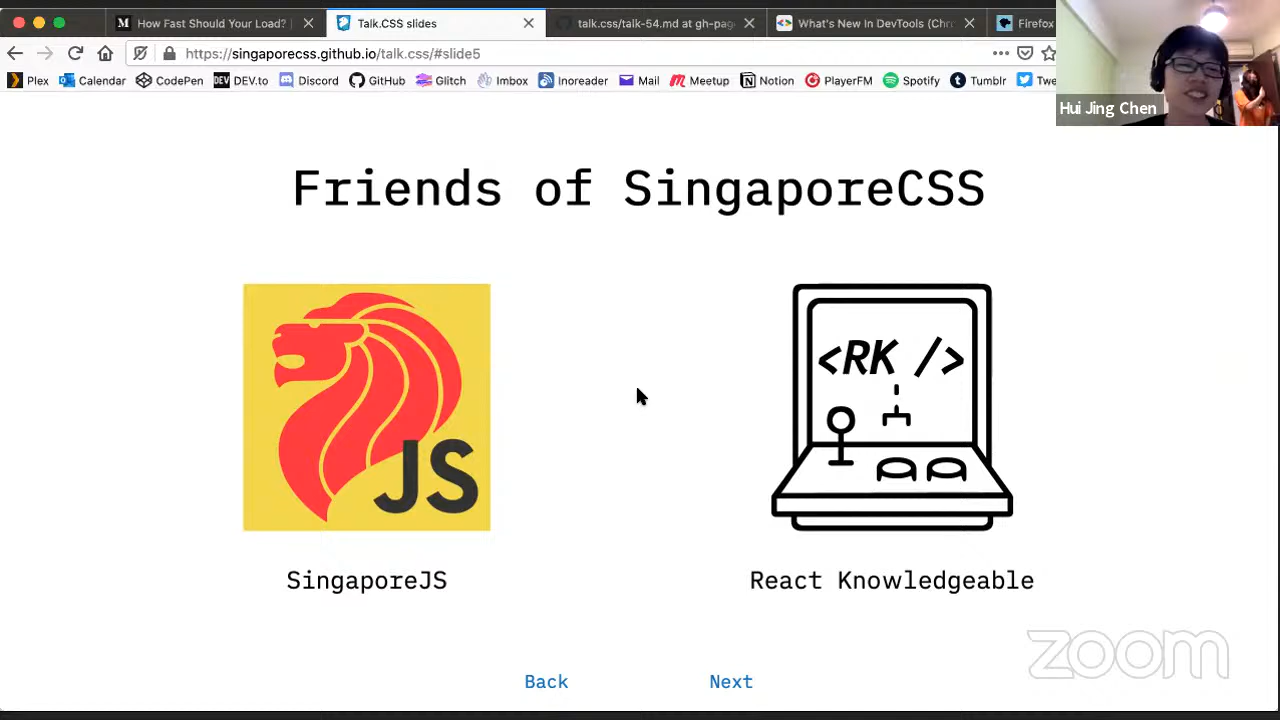 How Fast Should Your Load? |
Talk.CSS slides
talk.css/talk-54.md at gh-pag
What's New In DevTools (Chr
Firefox
https://singaporecss.github.io/talk.css/#slide5
Plex
Calendar
CodePen
DEV DEV.to
Discord
GitHub
Glitch
Imbox
Inoreader
Mail
Meetup
Notion
PlayerFM
Spotify
Tumblr
Twe
Hui Jing Chen
Friends of SingaporeCSS
JS
<RK />
SingaporeJS
React Knowledgeable
Back
Next
zoom